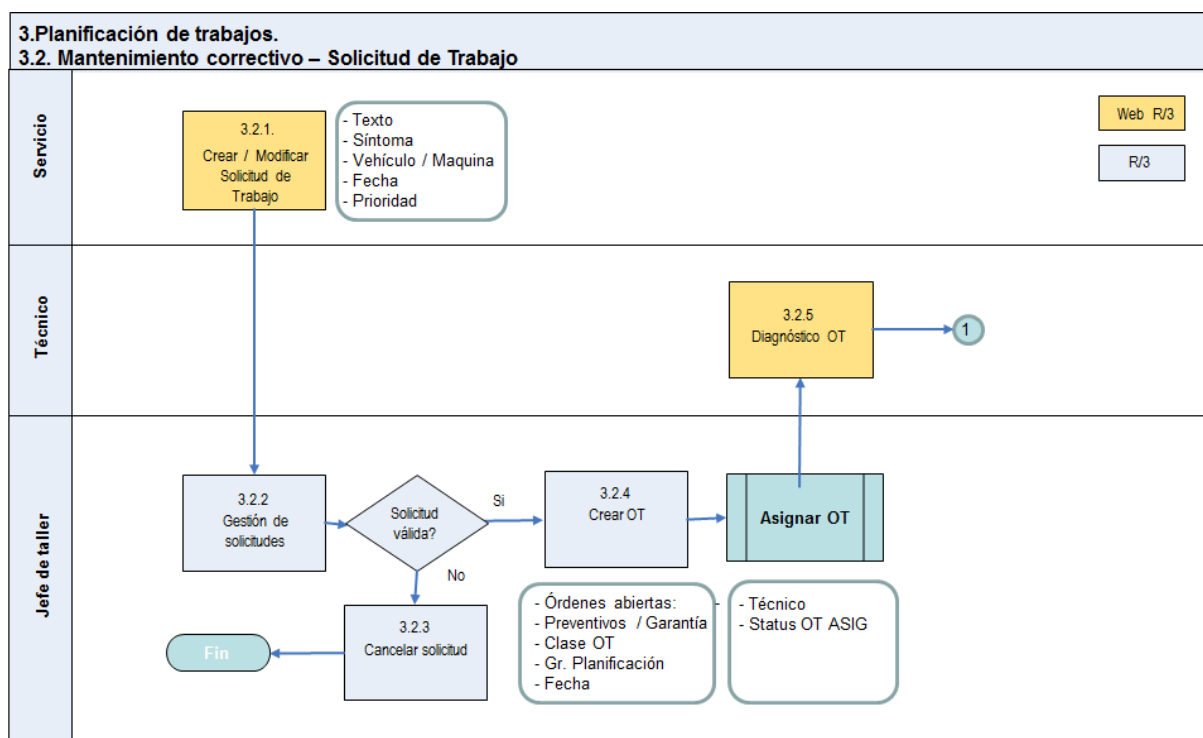 3.Planificación de trabajos.
3.2. Mantenimiento correctivo – Solicitud de Trabajo
Servicio
3.2.1.
Crear / Modificar
Solicitud de
Trabajo
- Texto
- Síntoma
- Vehículo / Maquina
- Fecha
- Prioridad
Web R/3
R/3
Técnico
3.2.5
Diagnóstico OT
1
Jefe de taller
3.2.2
Gestión de
solicitudes
Solicitud
válida?
Si
No
3.2.4
Crear OT
Asignar OT
3.2.3
Cancelar solicitud
Fin
- Órdenes abiertas:
- Preventivos / Garantía
- Clase OT
- Gr. Planificación
- Fecha
-
- Técnico
- Status OT ASIG